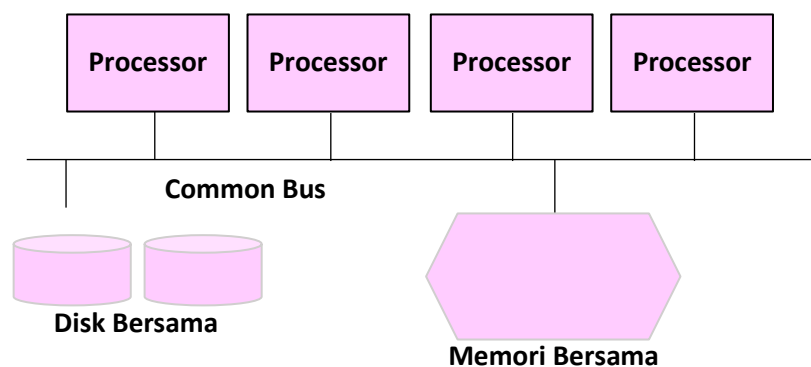 Processor
Processor
Processor
Processor
Common Bus
Disk Bersama
Memori Bersama